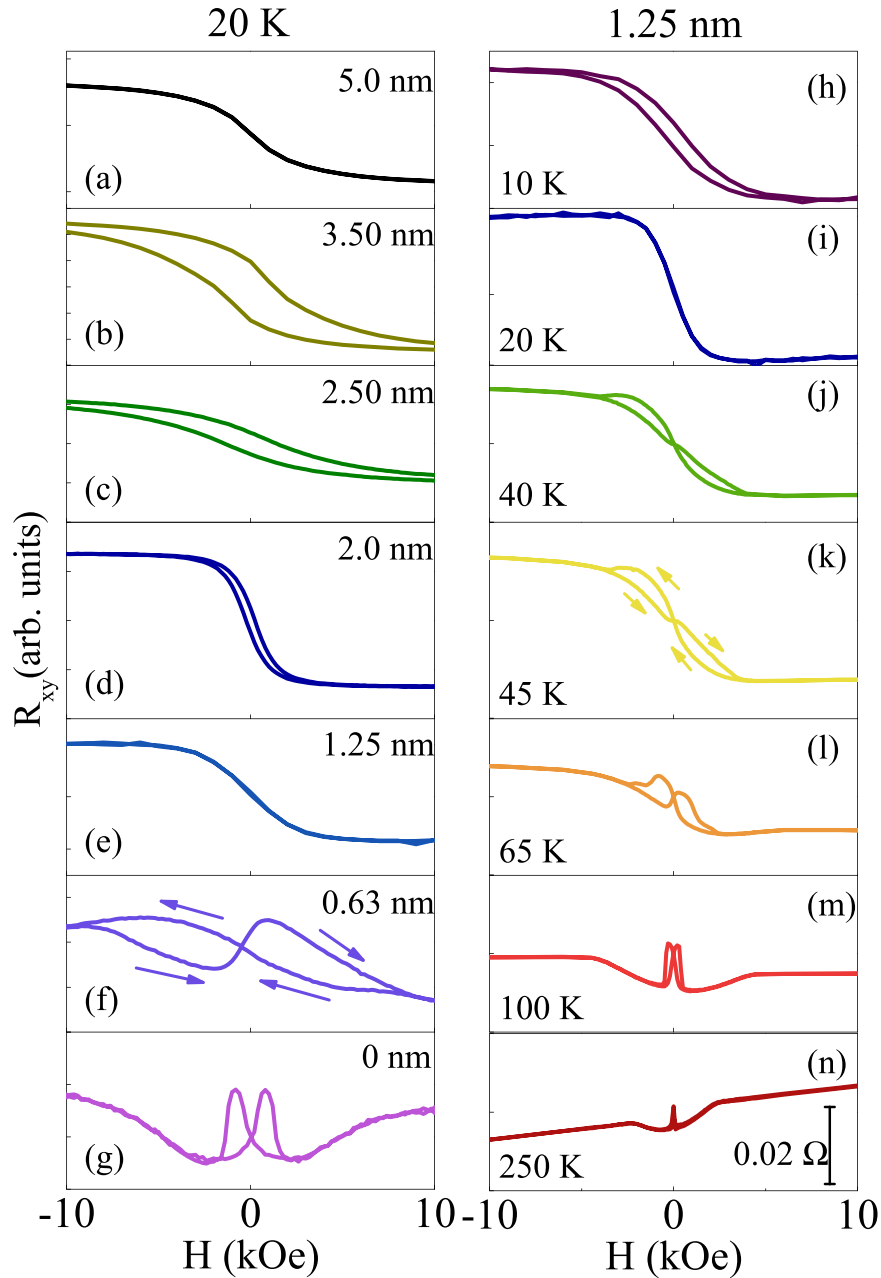 20 K
1.25 nm
5.0 nm
(a)
3.50 nm
(b)
2.50 nm
(c)
2.0 nm
(d)
1.25 nm
(e)
0.63 nm
(f)
0 nm
(g)
(h)
10 K
(i)
20 K
(j)
40 K
(k)
45 K
(l)
65 K
(m)
100 K
(n)
250 K
0.02 Ω
R_xy(arb. units)
-10 0 10
-10 0 10
H (kOe)
H (kOe)